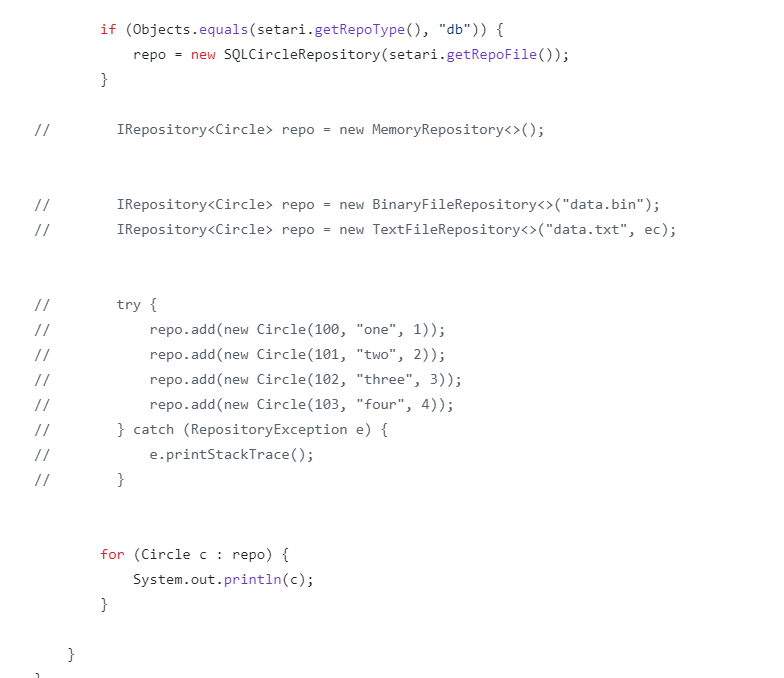 if (Objects.equals(setari.getRepoType(), "db")) {
            repo = new SQLCircleRepository(setari.getRepoFile());
        }
//        IRepository<Circle> repo = new MemoryRepository<>();
//        IRepository<Circle> repo = new BinaryFileRepository<>("data.bin");
//        IRepository<Circle> repo = new TextFileRepository<>("data.txt", ec);
//        try {
//            repo.add(new Circle(100, "one", 1));
//            repo.add(new Circle(101, "two", 2));
//            repo.add(new Circle(102, "three", 3));
//            repo.add(new Circle(103, "four", 4));
//        } catch (RepositoryException e) {
//            e.printStackTrace();
//        }
        for (Circle c : repo) {
            System.out.println(c);
        }
    }
}